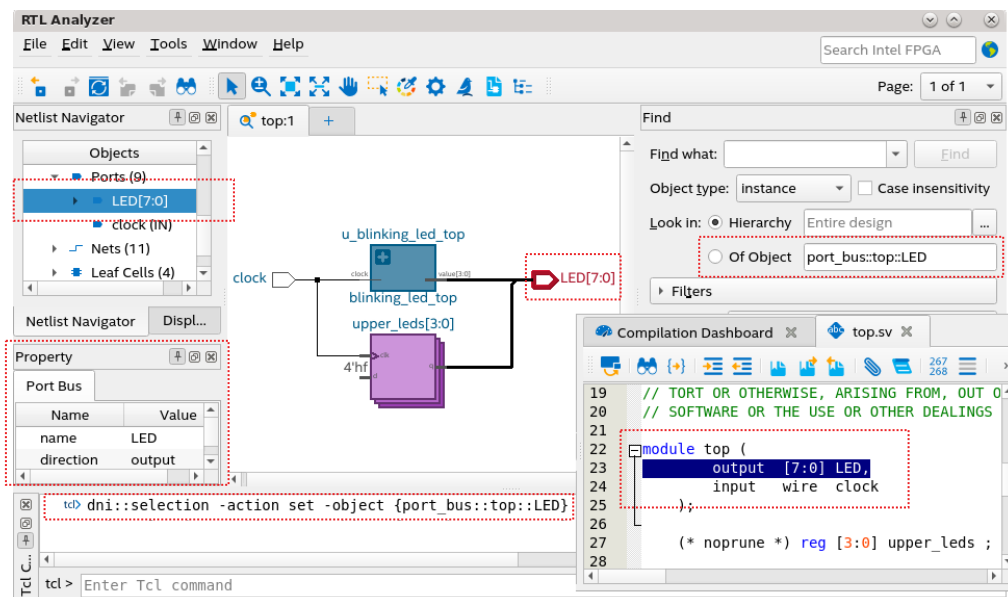 RTL Analyzer
File Edit View Tools Window Help
Search Intel FPGA
Page: 1 of 1
Netlist Navigator
Objects
Ports (9)
LED[7:0]
clock (IN)
Nets (11)
Leaf Cells (4)
Netlist Navigator Displ...
Property
Port Bus
Name Value
name LED
direction output
top:1 +
u_blinking_led_top
clock
clock
value[3:0]
LED[7:0]
blinking_led_top
upper_leds[3:0]
clk
4'hf
d
q
Find
Find what:
Find
Object type: instance
Case insensitivity
Look in: Hierarchy Entire design ...
Of Object port_bus::top::LED
Filters
Compilation Dashboard top.sv
267
268
19 // TORT OR OTHERWISE, ARISING FROM, OUT O
20 // SOFTWARE OR THE USE OR OTHER DEALINGS
21
22 module top (
23 output [7:0] LED,
24 input wire clock
25 );
26
27 (* noprune *) reg [3:0] upper_leds ;
28
Tcl C...
tcl> dni::selection -action set -object {port_bus::top::LED}
tcl > Enter Tcl command